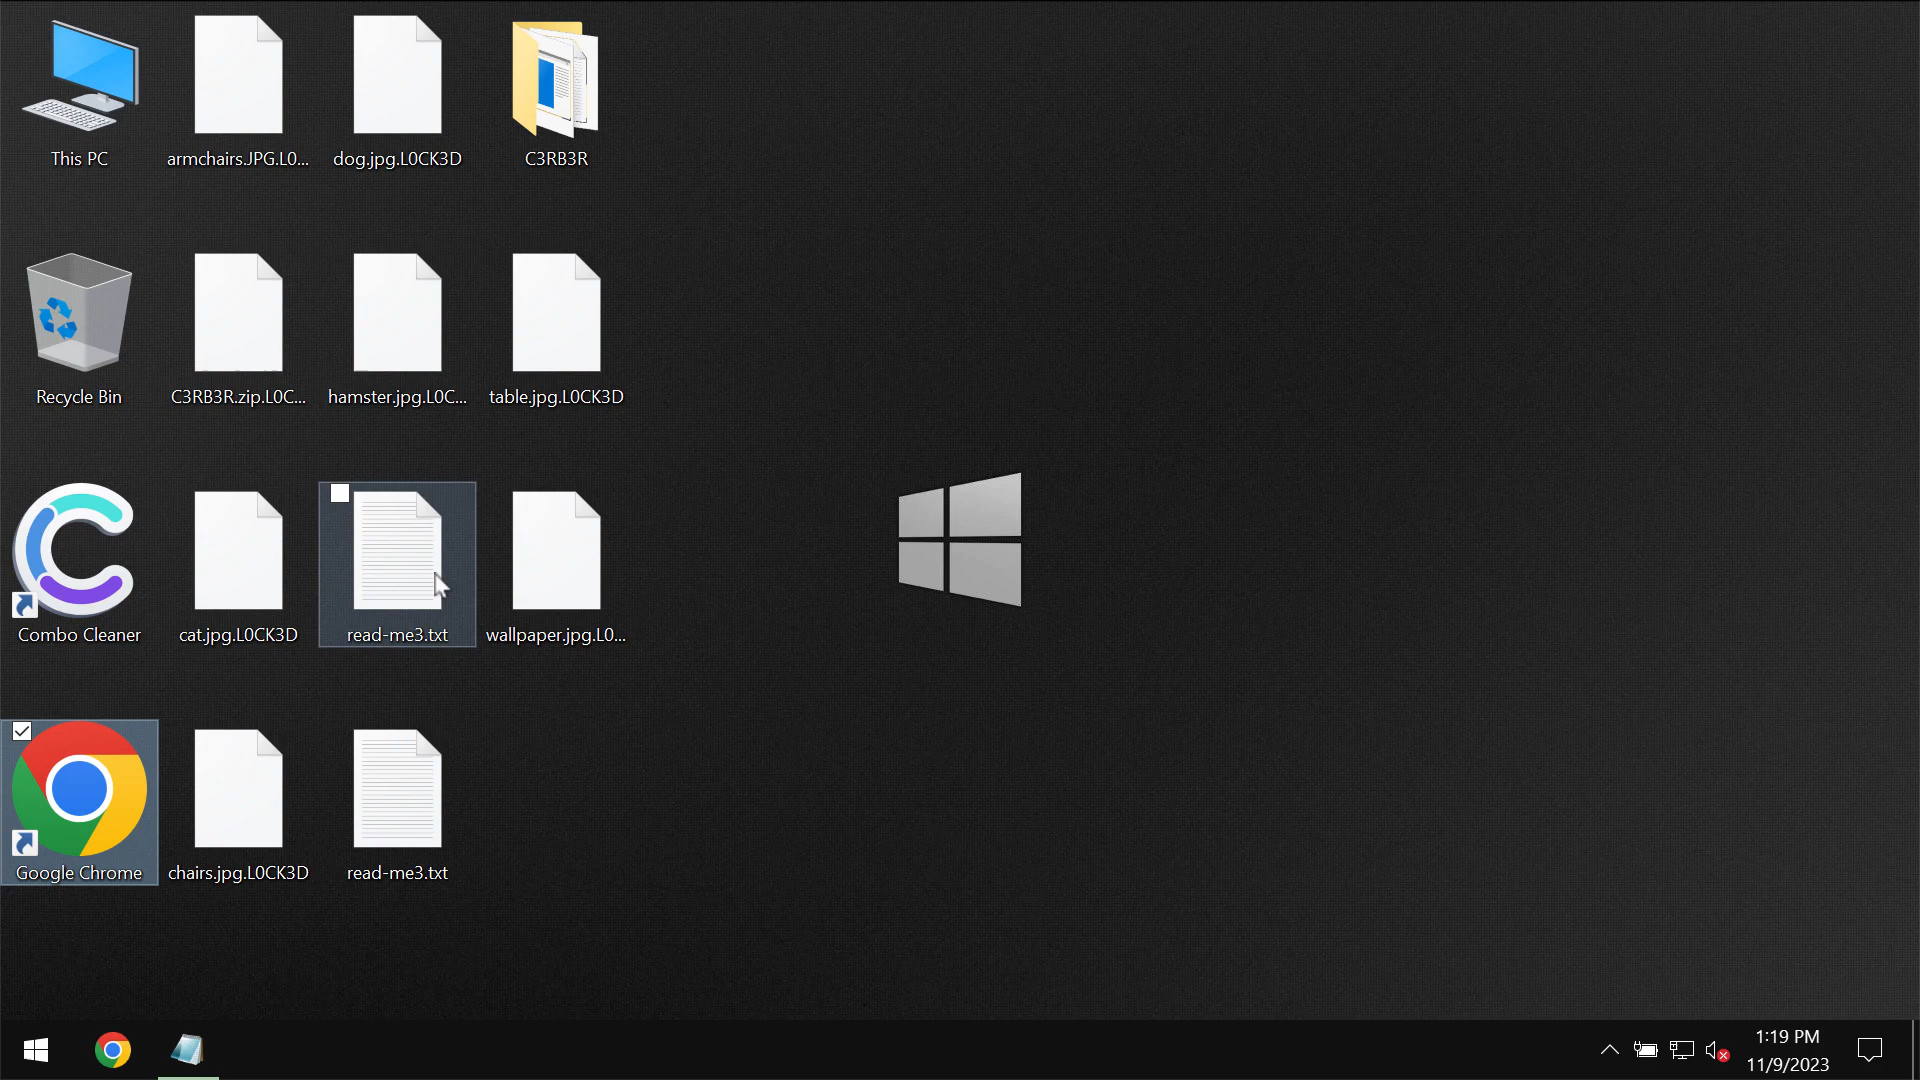 This PC
armchairs.JPG.L0...
dog.jpg.L0CK3D
C3RB3R
Recycle Bin
C3RB3R.zip.L0C...
hamster.jpg.L0C...
table.jpg.L0CK3D
Combo Cleaner
cat.jpg.L0CK3D
read-me3.txt
wallpaper.jpg.L0...
Google Chrome
chairs.jpg.L0CK3D
read-me3.txt
1:19 PM
11/9/2023